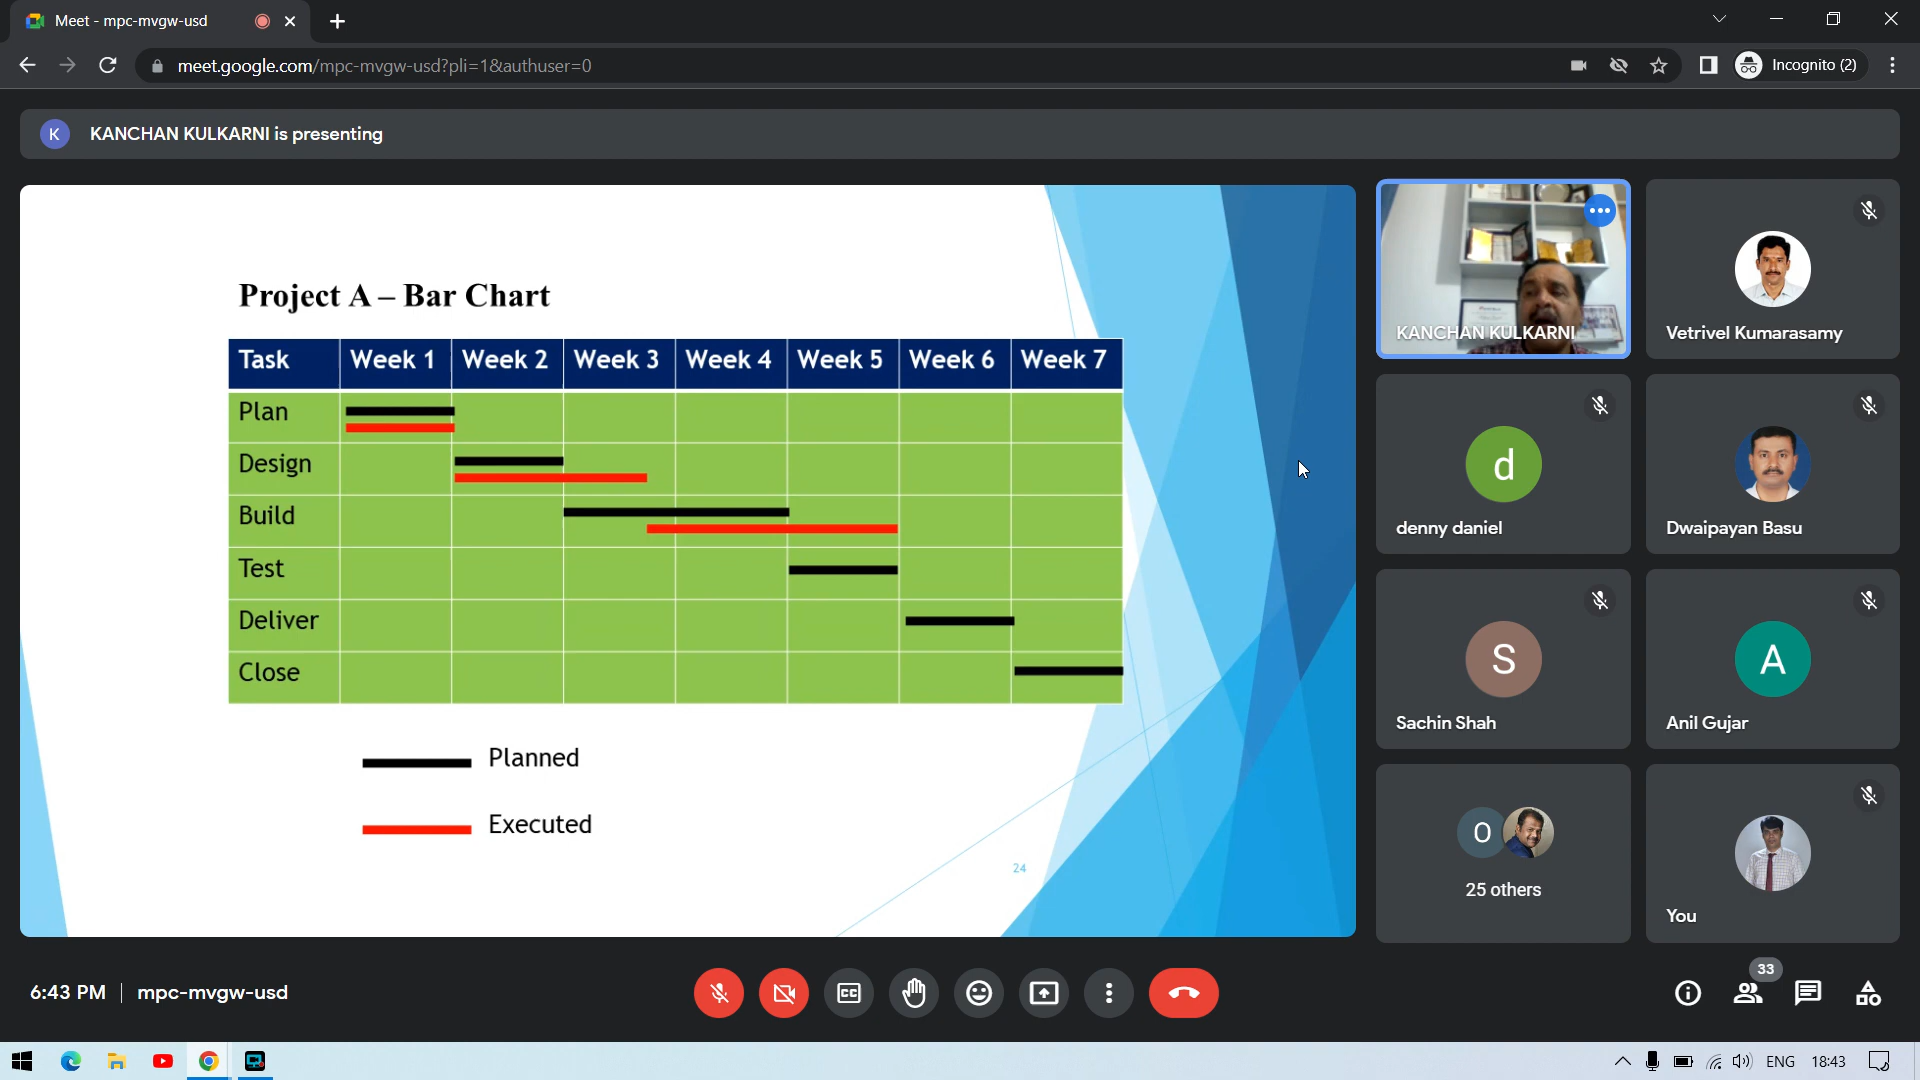 Meet - mpc-mvgw-usd
meet.google.com/mpc-mvgw-usd?pli=1&authuser=0
Incognito (2)
K
KANCHAN KULKARNI is presenting
Project A – Bar Chart
Task Week 1 Week 2 Week 3 Week 4 Week 5 Week 6 Week 7
Plan
Design
Build
Test
Deliver
Close
Planned
Executed
24
KANCHAN KULKARNI
Vetrivel Kumarasamy
d
denny daniel
Dwaipayan Basu
S
Sachin Shah
A
Anil Gujar
O
25 others
You
6:43 PM | mpc-mvgw-usd
CC
33
ENG
18:43